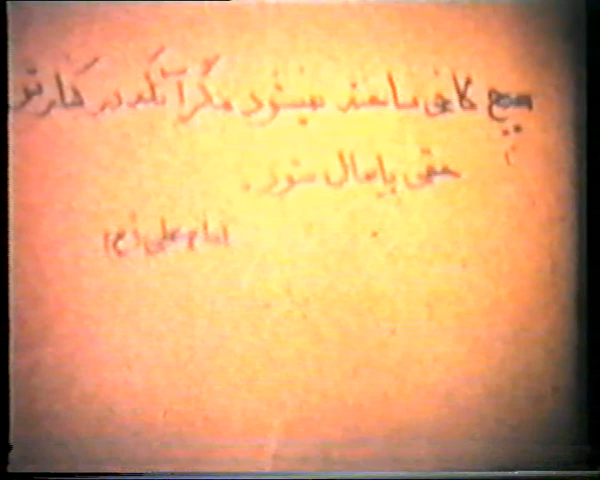 هیچ کاخی ساخته نمیشود مگر آنکه در کنارش
حقی پایمال شود.
امام علی (ع)